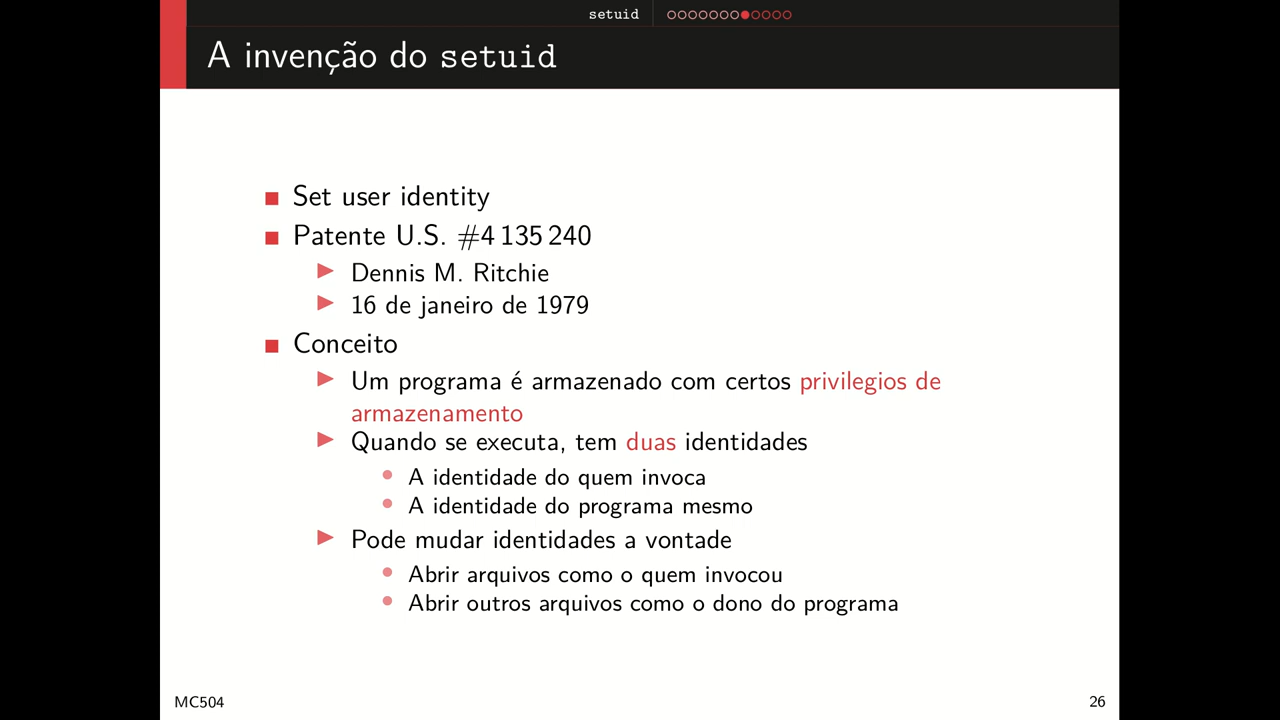 setuid
A invenção do setuid
Set user identity
Patente U.S. #4 135 240
Dennis M. Ritchie
16 de janeiro de 1979
Conceito
Um programa é armazenado com certos privilegios de
armazenamento
Quando se executa, tem duas identidades
A identidade do quem invoca
A identidade do programa mesmo
Pode mudar identidades a vontade
Abrir arquivos como o quem invocou
Abrir outros arquivos como o dono do programa
MC504
26